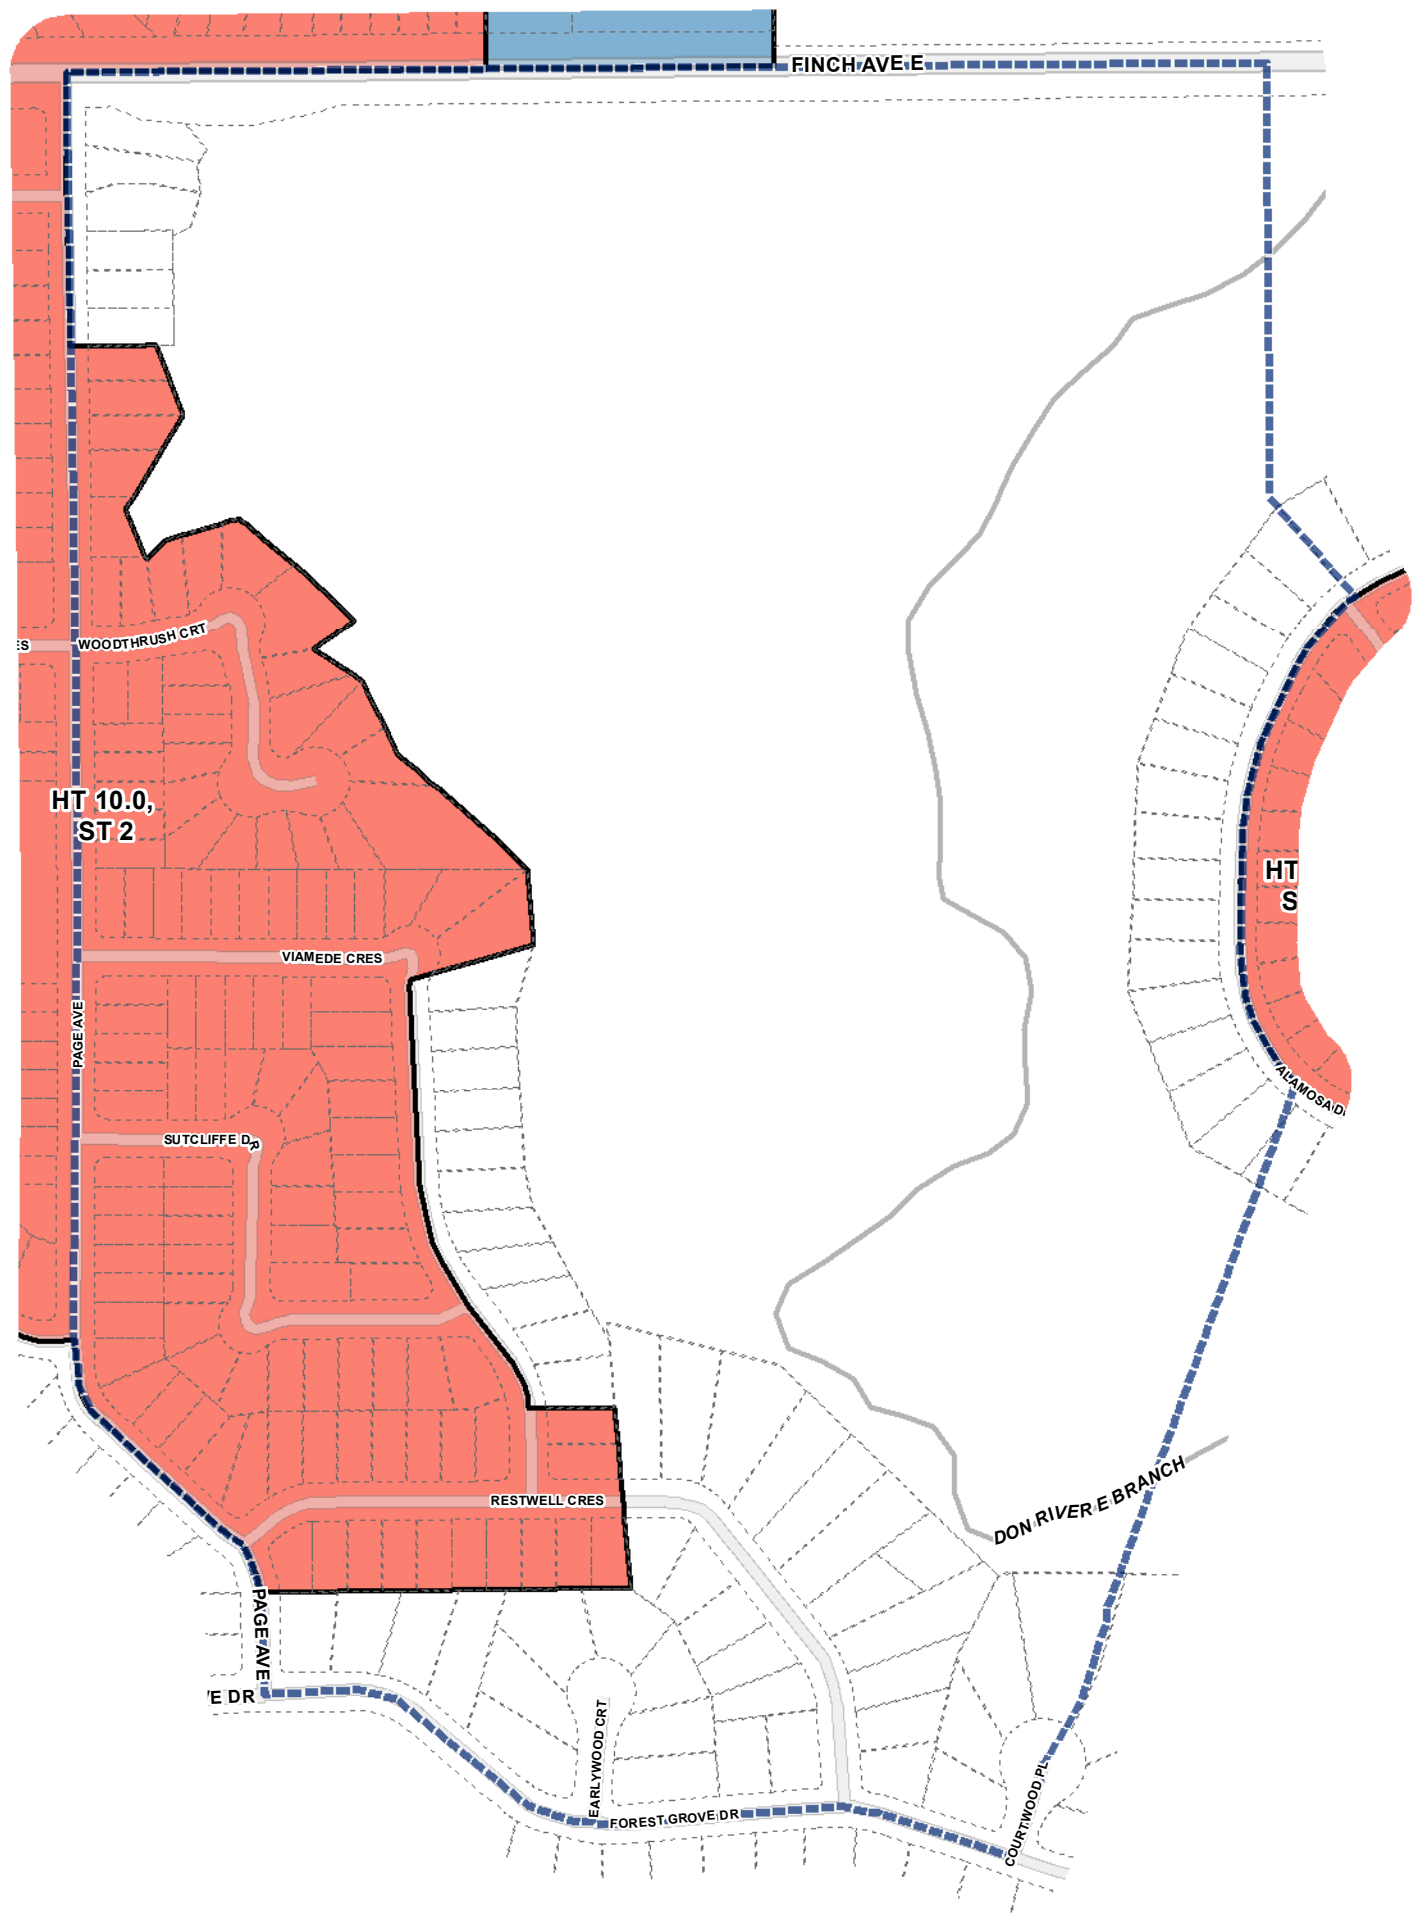 FINCH AVE E
ES
WOODTHRUSH CRT
HT 10.0,
ST 2
HT
S
VIAMEDE CRES
PAGE AVE
ALAMOSA D
SUTCLIFFE DR
RESTWELL CRES
DON RIVER E BRANCH
PAGE AVE
E DR
EARLYWOOD CRT
FOREST GROVE DR
COURTWOOD PL